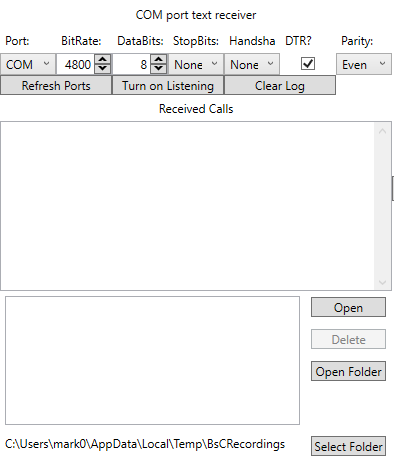 COM port text receiver
Port: BitRate: DataBits: StopBits: Handsha DTR? Parity:
COM 4800 8 None None Even
Refresh Ports Turn on Listening Clear Log
Received Calls
Open
Delete
Open Folder
C:\Users\mark0\AppData\Local\Temp\BsCRecordings Select Folder